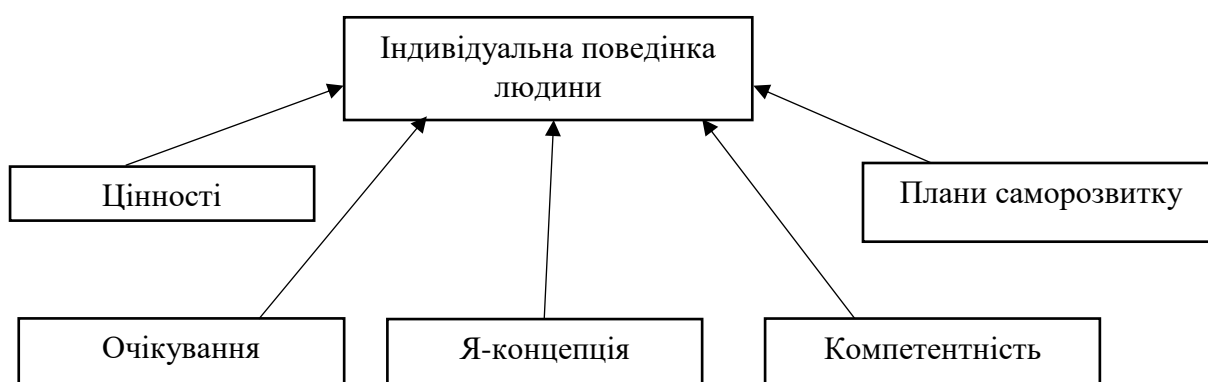 Індивідуальна поведінка
людини
Цінності
Плани саморозвитку
Очікування
Я-концепція
Компетентність